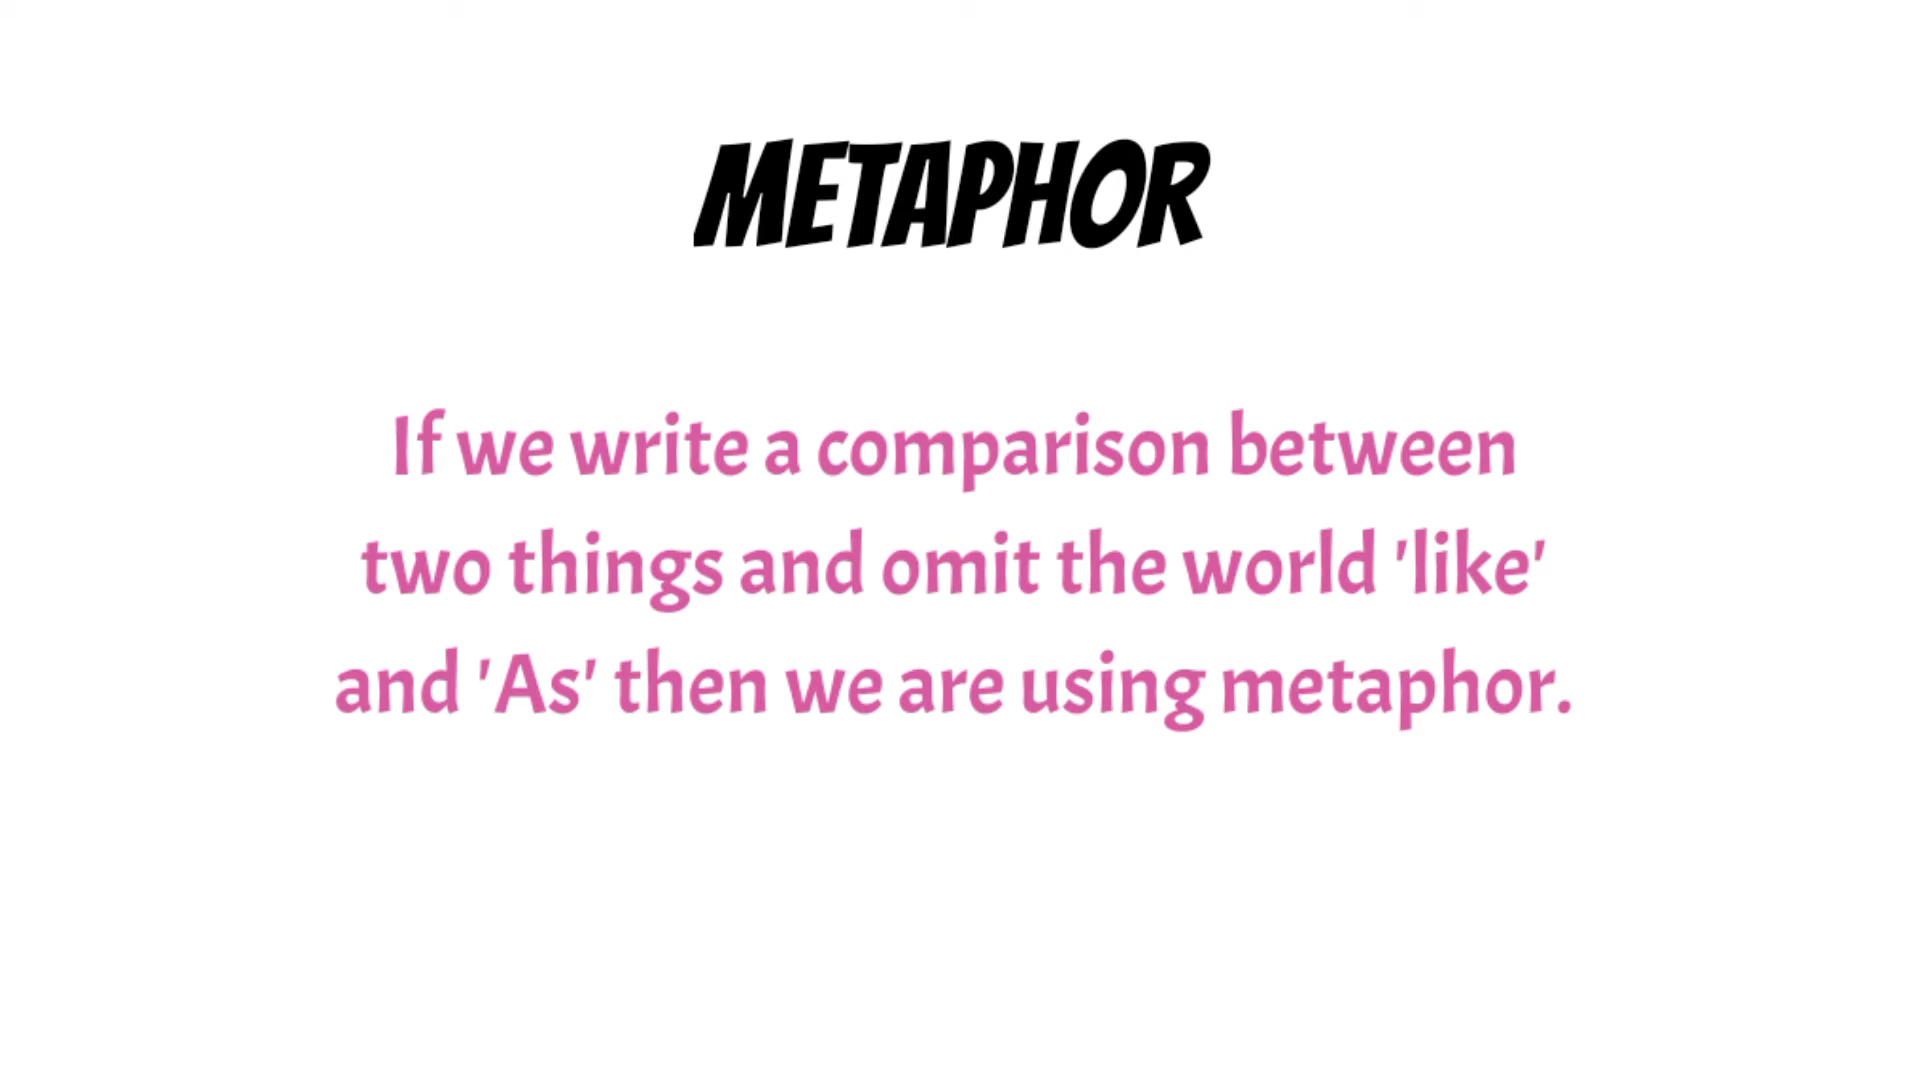 METAPHOR
If we write a comparison between
two things and omit the world 'like'
and 'As' then we are using metaphor.